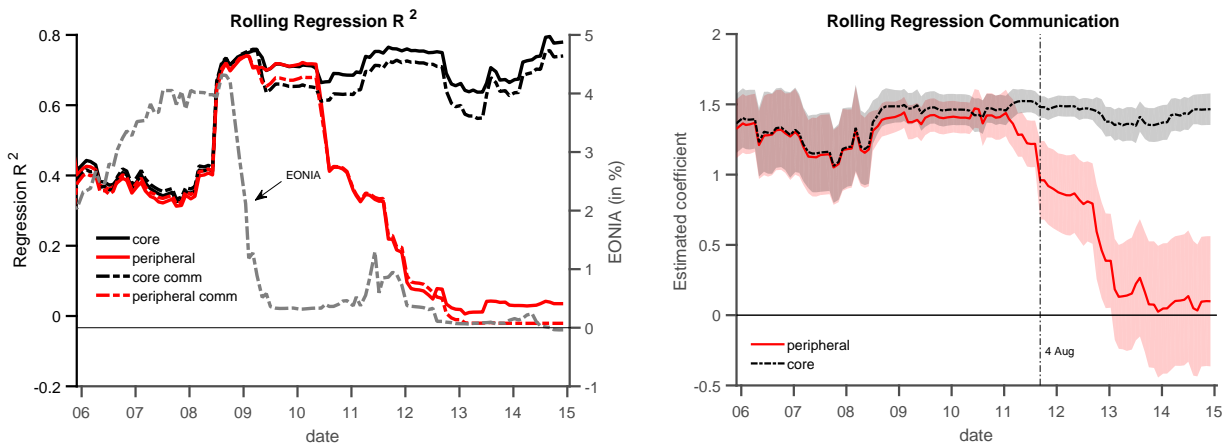 Rolling Regression R 2
0.8
0.6
0.4
0.2
0
-0.2
Regression R 2
5
4
3
2
1
0
-1
EONIA (in %)
EONIA
core
peripheral
core comm
peripheral comm
06 07 08 09 10 11 12 13 14 15
date
Rolling Regression Communication
2
1.5
1
0.5
0
-0.5
Estimated coefficient
4 Aug
peripheral
core
06 07 08 09 10 11 12 13 14 15
date